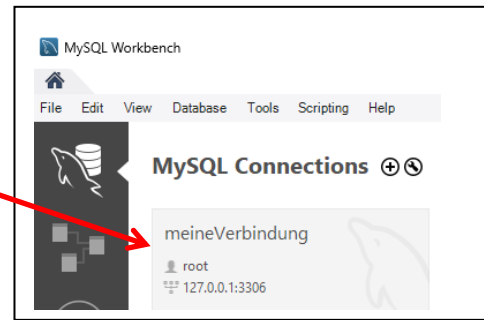 MySQL Workbench
File Edit View Database Tools Scripting Help
MySQL Connections
meineVerbindung
root
127.0.0.1:3306